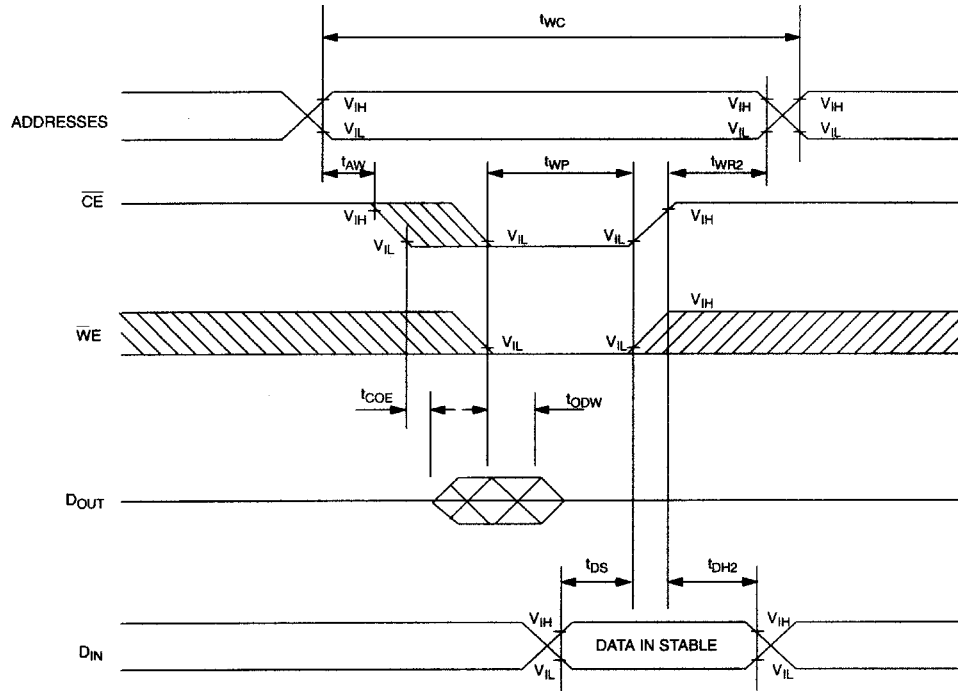 tWC
ADDRESSES
VIH
VIL
VIH
VIL
VIH
VIL
tAW
tWP
tWR2
CE
VIH
VIL
VIL
VIL
VIH
WE
VIH
VIL
VIL
tCOE
tODW
DOUT
tDS
tDH2
DIN
VIH
VIL
DATA IN STABLE
VIH
VIL